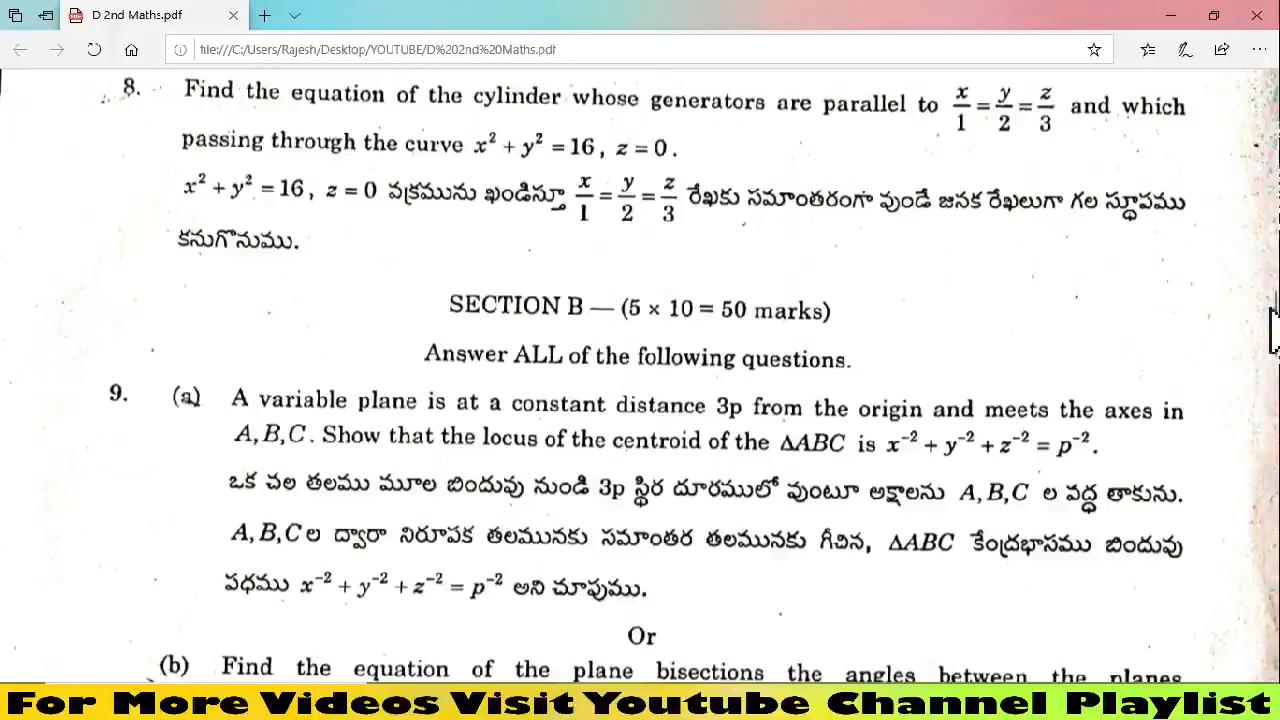 D 2nd Maths.pdf
file:///C:/Users/Rajesh/Desktop/YOUTUBE/D%202nd%20Maths.pdf
8. Find the equation of the cylinder whose generators are parallel to x/1 = y/2 = z/3 and which
passing through the curve x² + y² = 16, z = 0.
x² + y² = 16, z = 0 వక్రమును ఖండిస్తూ x/1 = y/2 = z/3 రేఖకు సమాంతరంగా వుండే జనక రేఖలుగా గల స్థూపము
కనుగొనుము.
SECTION B — (5 × 10 = 50 marks)
Answer ALL of the following questions.
9. (a) A variable plane is at a constant distance 3p from the origin and meets the axes in
A, B, C. Show that the locus of the centroid of the ΔABC is x⁻² + y⁻² + z⁻² = p⁻².
ఒక చల తలము మూల బిందువు నుండి 3p స్థిర దూరములో వుంటూ అక్షాలను A, B, C ల వద్ద తాకును.
A, B, C ల ద్వారా నిరూపక తలమునకు సమాంతర తలమునకు గీచిన, ΔABC కేంద్రభాసము బిందువు
పధము x⁻² + y⁻² + z⁻² = p⁻² అని చూపుము.
Or
(b) Find the equation of the plane bisections the angles between the planes
For More Videos Visit Youtube Channel Playlist